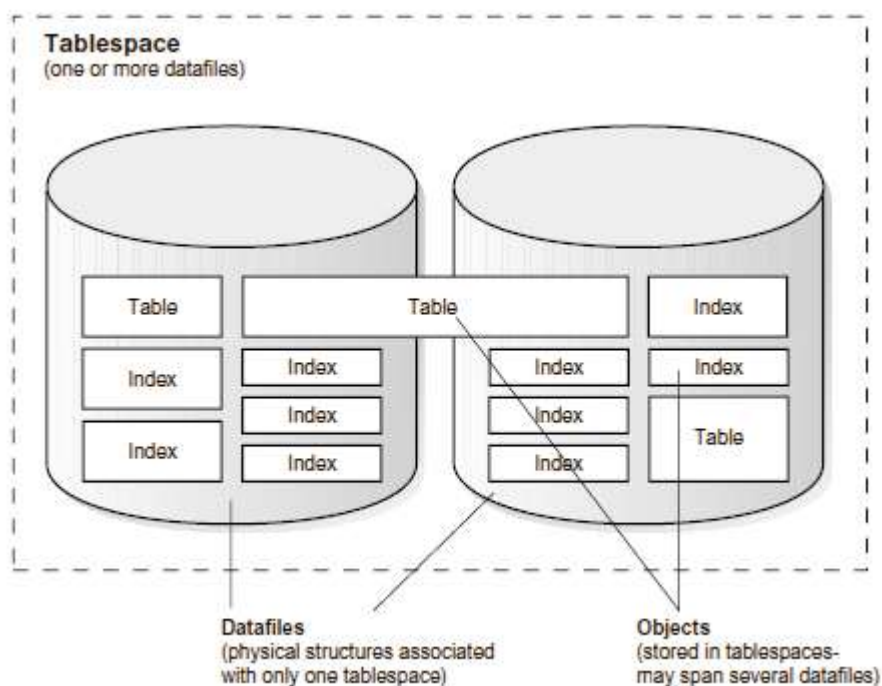 Tablespace
(one or more datafiles)
Table
Table
Index
Index
Index
Index
Index
Index
Index
Index
Table
Index
Index
Index
Datafiles
(physical structures associated
with only one tablespace)
Objects
(stored in tablespaces-
may span several datafiles)